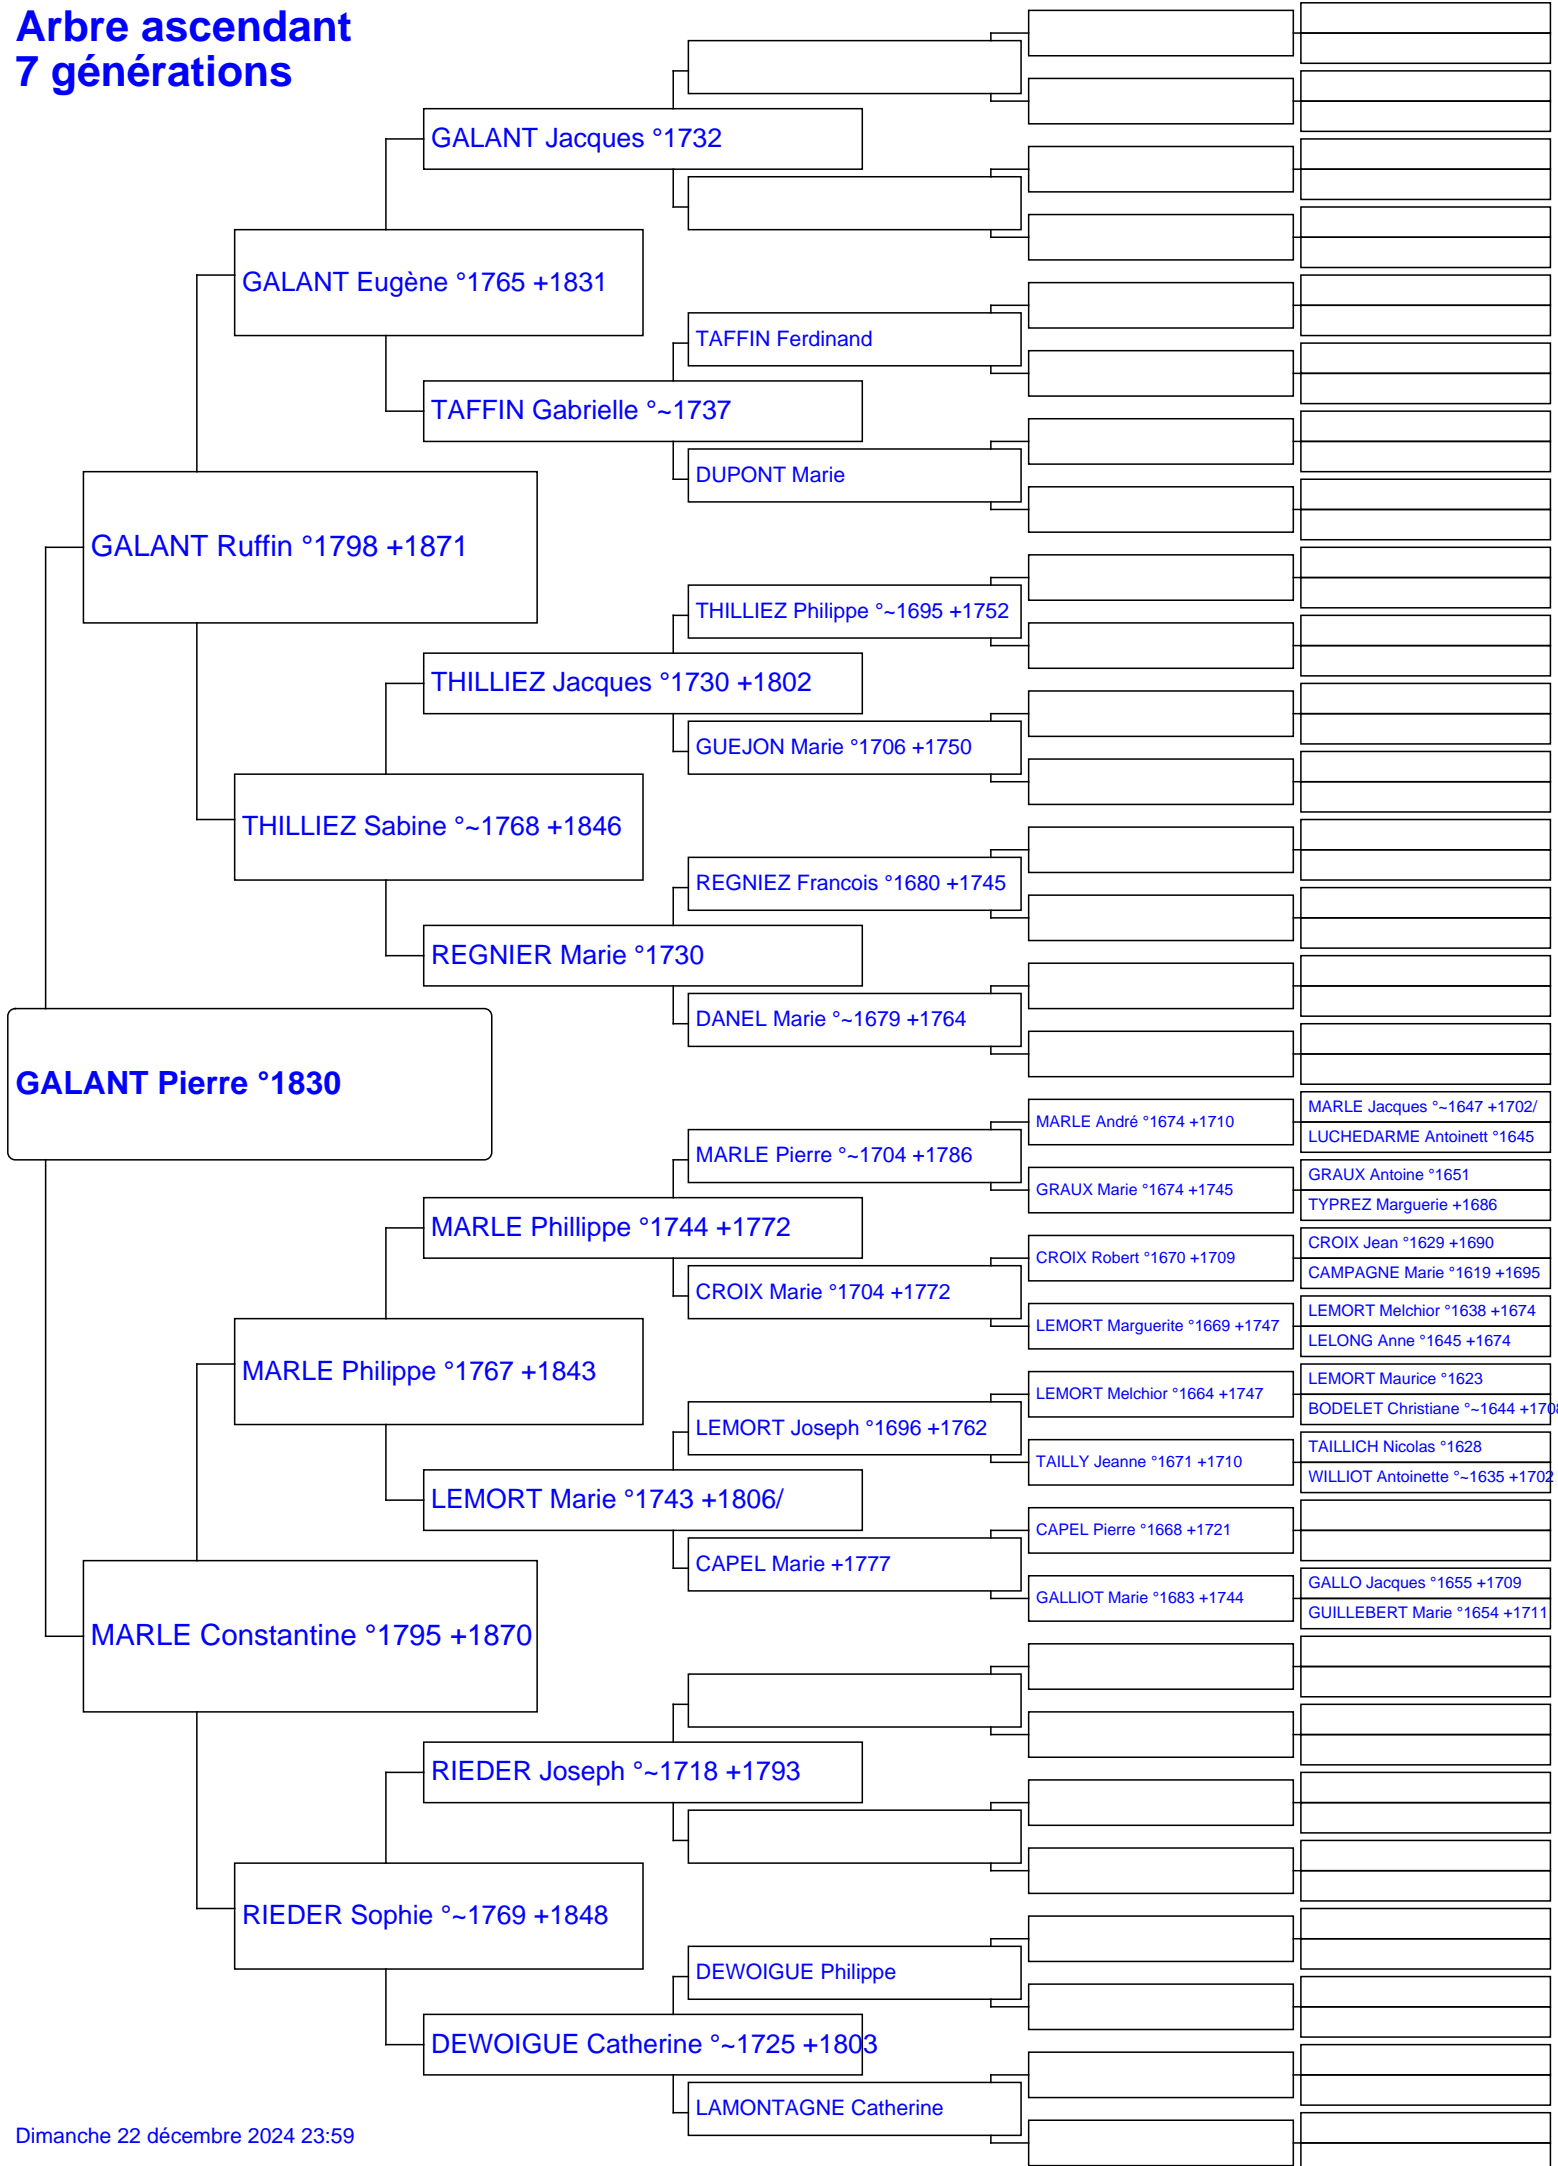 Arbre ascendant
7 générations
GALANT Jacques °1732
GALANT Eugène °1765 +1831
TAFFIN Ferdinand
TAFFIN Gabrielle °~1737
DUPONT Marie
GALANT Ruffin °1798 +1871
THILLIEZ Philippe °~1695 +1752
THILLIEZ Jacques °1730 +1802
GUEJON Marie °1706 +1750
THILLIEZ Sabine °~1768 +1846
REGNIEZ Francois °1680 +1745
REGNIER Marie °1730
DANEL Marie °~1679 +1764
GALANT Pierre °1830
MARLE Jacques °~1647 +1702/
MARLE André °1674 +1710
LUCHEDARME Antoinett °1645
MARLE Pierre °~1704 +1786
GRAUX Antoine °1651
GRAUX Marie °1674 +1745
TYPREZ Marguerie +1686
MARLE Phillippe °1744 +1772
CROIX Jean °1629 +1690
CROIX Robert °1670 +1709
CAMPAGNE Marie °1619 +1695
CROIX Marie °1704 +1772
LEMORT Melchior °1638 +1674
LEMORT Marguerite °1669 +1747
LELONG Anne °1645 +1674
MARLE Philippe °1767 +1843
LEMORT Maurice °1623
LEMORT Melchior °1664 +1747
BODELET Christiane °~1644 +1708
LEMORT Joseph °1696 +1762
TAILLICH Nicolas °1628
TAILLY Jeanne °1671 +1710
WILLIOT Antoinette °~1635 +1702
LEMORT Marie °1743 +1806/
CAPEL Pierre °1668 +1721
CAPEL Marie +1777
GALLO Jacques °1655 +1709
GALLIOT Marie °1683 +1744
GUILLEBERT Marie °1654 +1711
MARLE Constantine °1795 +1870
RIEDER Joseph °~1718 +1793
RIEDER Sophie °~1769 +1848
DEWOIGUE Philippe
DEWOIGUE Catherine °~1725 +1803
LAMONTAGNE Catherine
Dimanche 22 décembre 2024 23:59